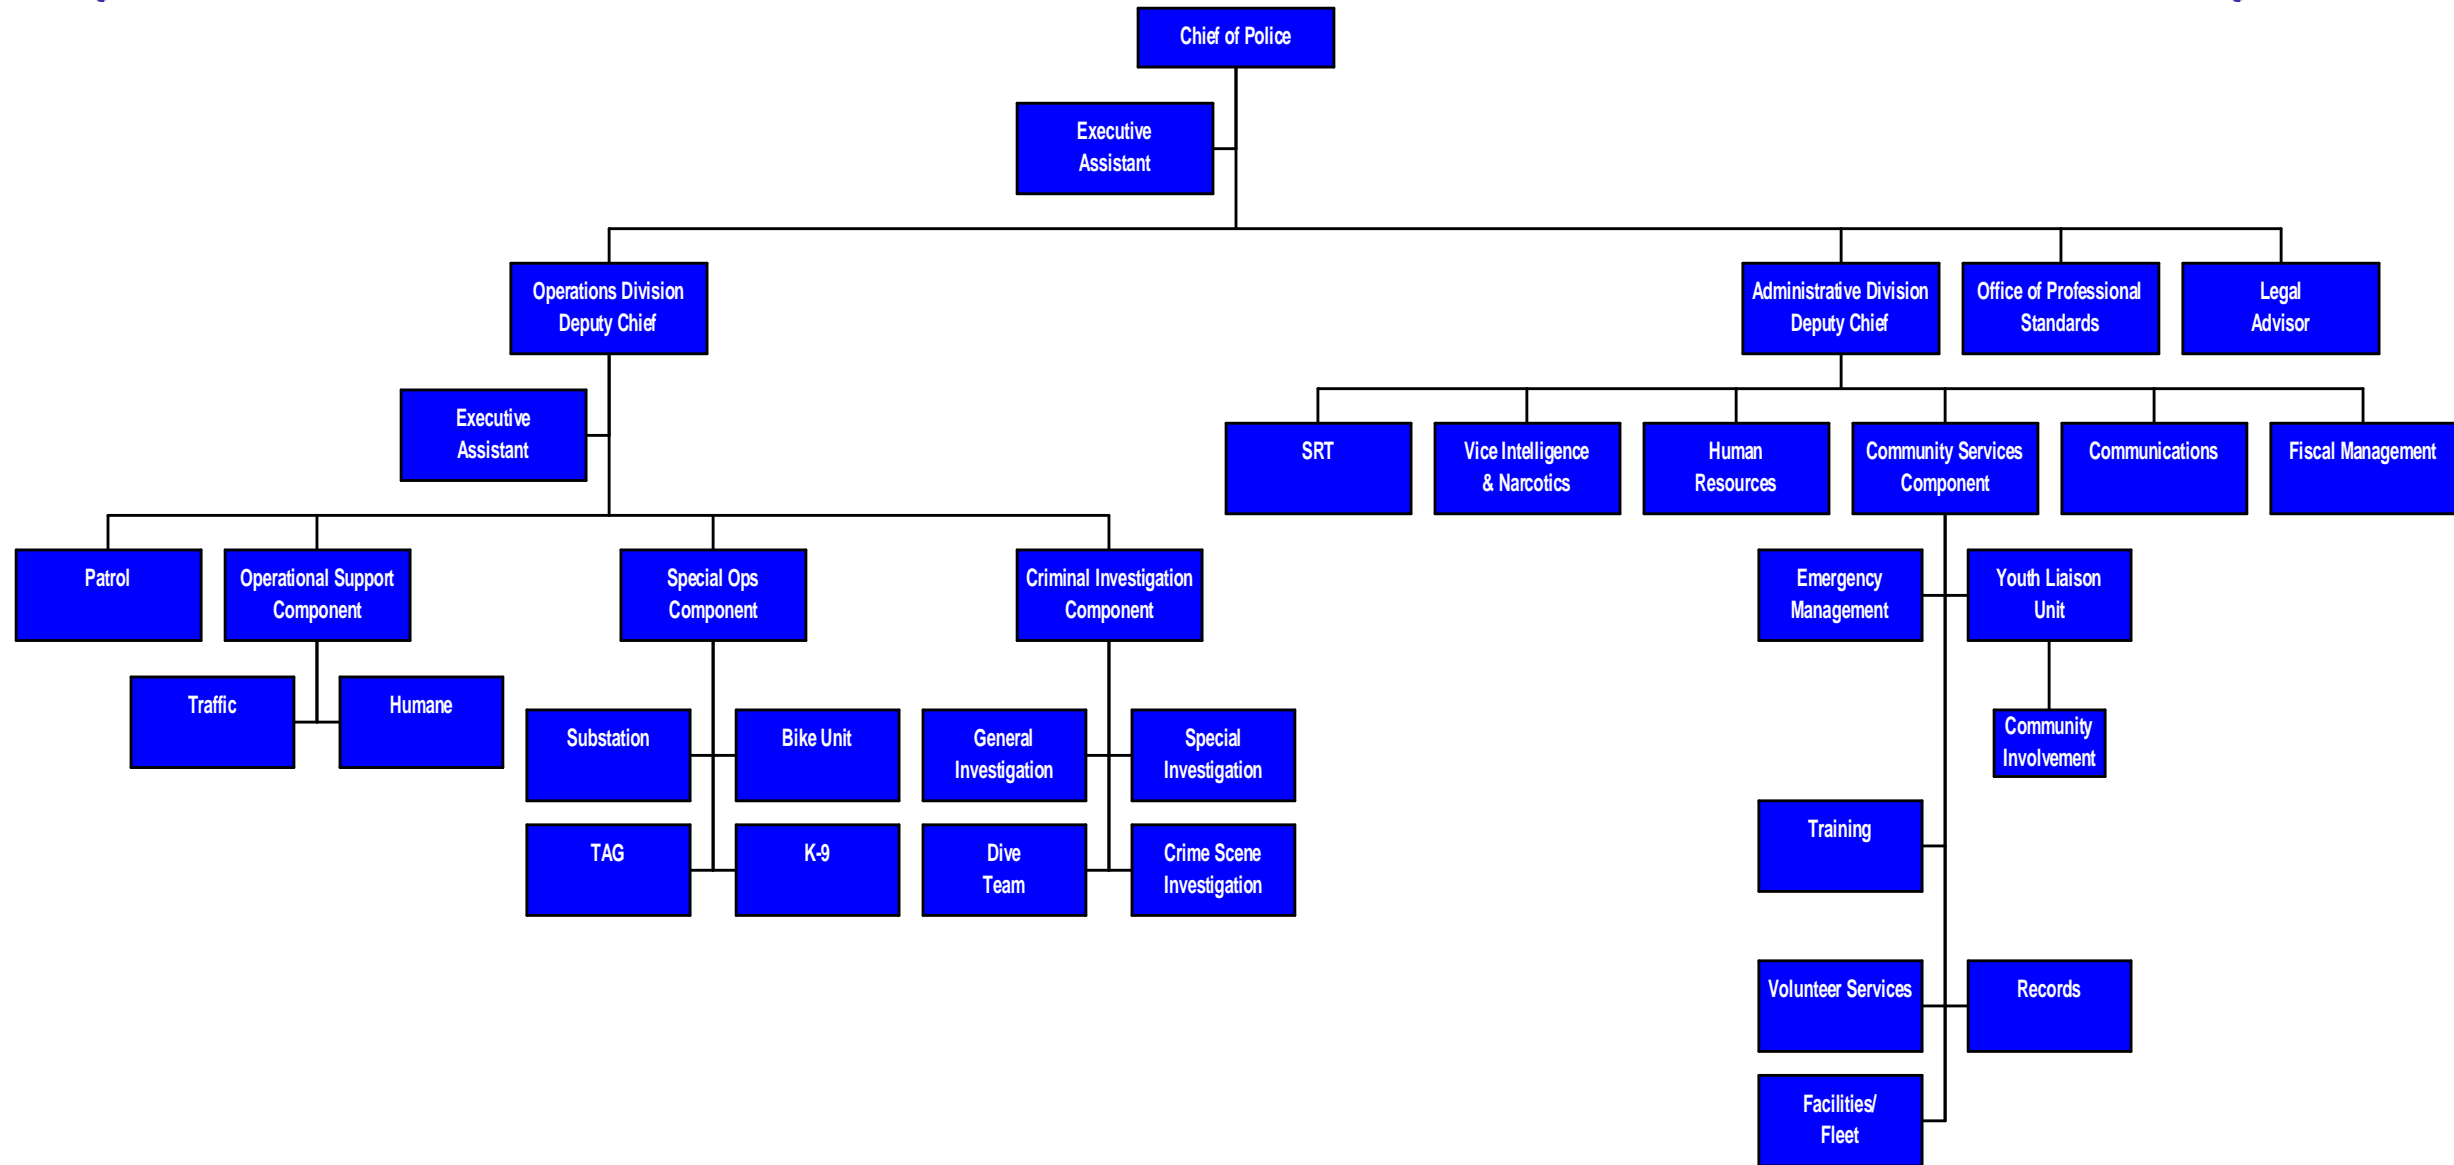 Chief of Police
Executive
Assistant
Operations Division
Deputy Chief
Administrative Division
Deputy Chief
Office of Professional
Standards
Legal
Advisor
Executive
Assistant
SRT
Vice Intelligence
& Narcotics
Human
Resources
Community Services
Component
Communications
Fiscal Management
Patrol
Operational Support
Component
Special Ops
Component
Criminal Investigation
Component
Emergency
Management
Youth Liaison
Unit
Traffic
Humane
Substation
Bike Unit
General
Investigation
Special
Investigation
Community
Involvement
TAG
K-9
Dive
Team
Crime Scene
Investigation
Training
Volunteer Services
Records
Facilities/
Fleet